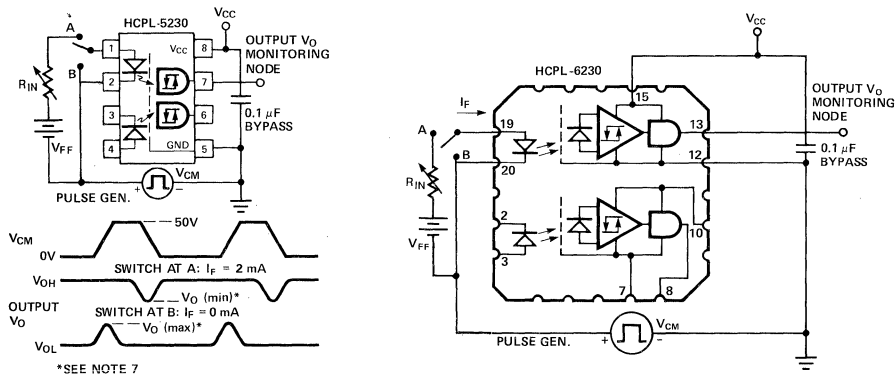 HCPL-5230
VCC
A
1
VCC
8
OUTPUT VO
MONITORING
NODE
RIN
B
2
7
3
6
0.1 μF
BYPASS
VFF
4
GND
5
PULSE GEN.
+
VCM
−
50V
VCM
0V
SWITCH AT A: IF = 2 mA
VOH
VO (min)*
OUTPUT
VO
SWITCH AT B: IF = 0 mA
VO (max)*
VOL
*SEE NOTE 7
VCC
HCPL-6230
OUTPUT VO
MONITORING
NODE
IF
15
A
19
13
B
20
12
0.1 μF
BYPASS
RIN
2
10
VFF
3
7
8
PULSE GEN.
+
VCM
−